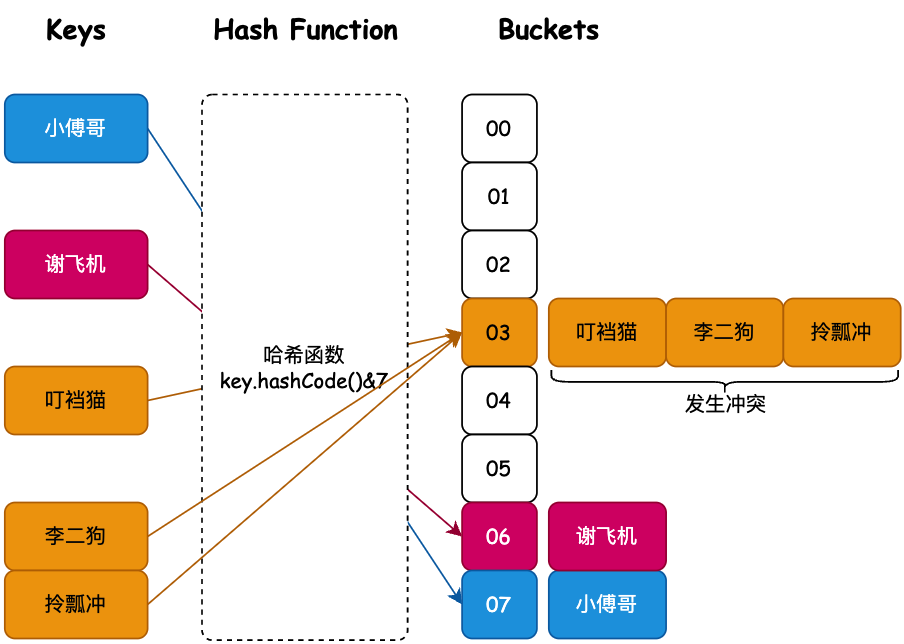 Keys
Hash Function
Buckets
小傅哥
谢飞机
叮裆猫
李二狗
拎瓢冲
哈希函数
key.hashCode()&7
00
01
02
03
04
05
06
07
叮裆猫
李二狗
拎瓢冲
发生冲突
谢飞机
小傅哥